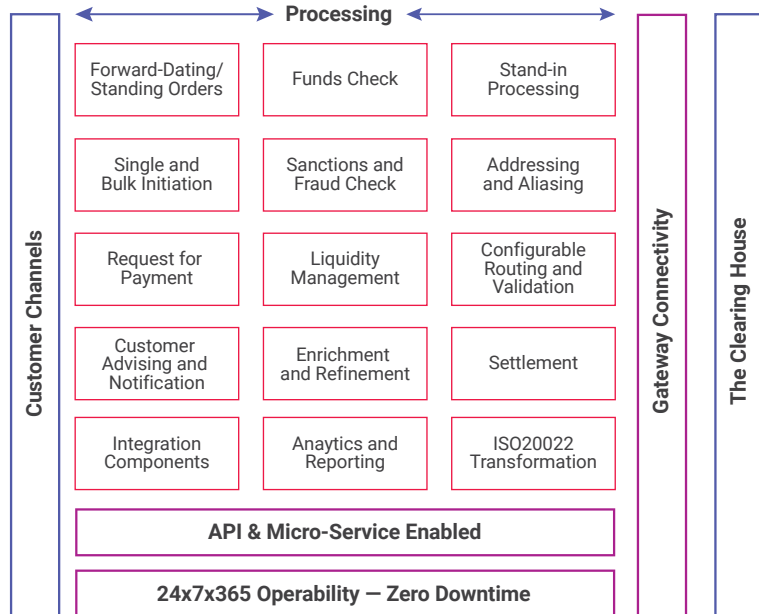 Processing
Forward-Dating/
Standing Orders
Funds Check
Stand-in
Processing
Single and
Bulk Initiation
Sanctions and
Fraud Check
Addressing
and Aliasing
Request for
Payment
Liquidity
Management
Configurable
Routing and
Validation
Customer
Advising and
Notification
Enrichment
and Refinement
Settlement
Integration
Components
Anaytics and
Reporting
ISO20022
Transformation
API & Micro-Service Enabled
24x7x365 Operability — Zero Downtime
Customer Channels
Gateway Connectivity
The Clearing House